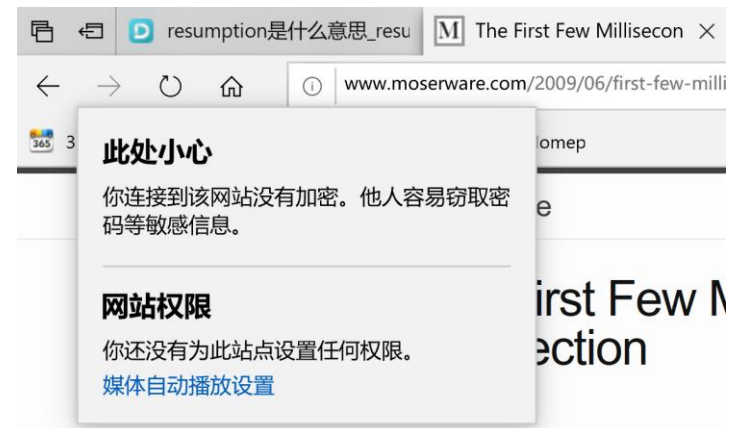 resumption是什么意思_resu
M The First Few Millisecon
www.moserware.com/2009/06/first-few-milli
365 3
omep
此处小心
你连接到该网站没有加密。他人容易窃取密
码等敏感信息。
e
网站权限
irst Few M
你还没有为此站点设置任何权限。
ection
媒体自动播放设置